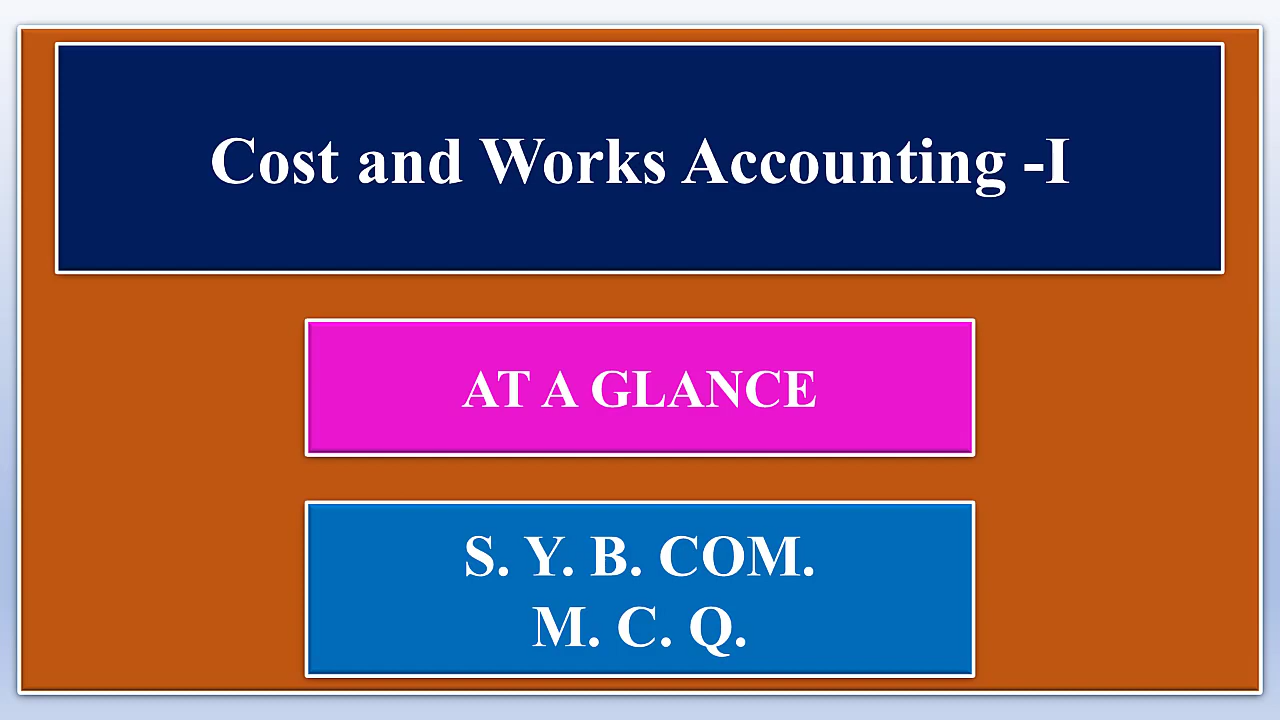 Cost and Works Accounting -I
AT A GLANCE
S. Y. B. COM.
M. C. Q.